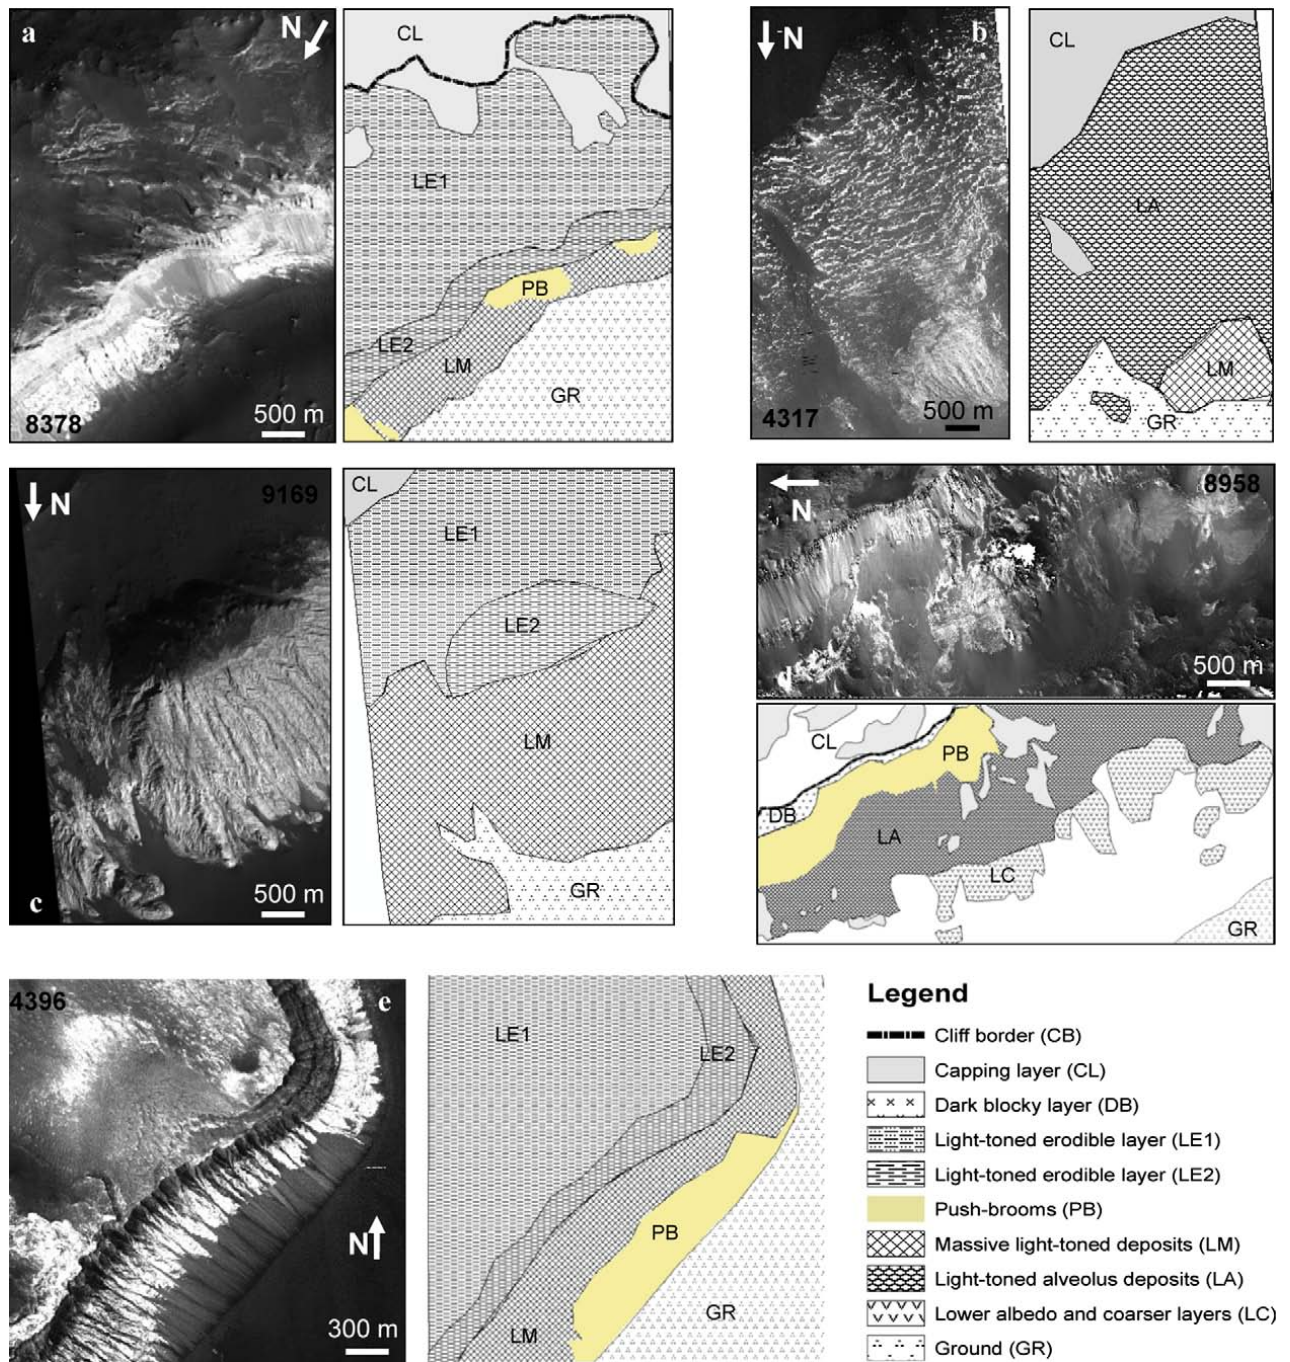 a
N
8378
500 m
CL
LE1
PB
LE2
LM
GR
b
N
4317
500 m
CL
LA
LM
GR
9169
N
c
500 m
CL
LE1
LE2
LM
GR
8958
N
d
500 m
CL
PB
DB
LA
LC
GR
4396
e
N
300 m
LE1
LE2
PB
LM
GR
Legend
Cliff border (CB)
Capping layer (CL)
Dark blocky layer (DB)
Light-toned erodible layer (LE1)
Light-toned erodible layer (LE2)
Push-brooms (PB)
Massive light-toned deposits (LM)
Light-toned alveolus deposits (LA)
Lower albedo and coarser layers (LC)
Ground (GR)